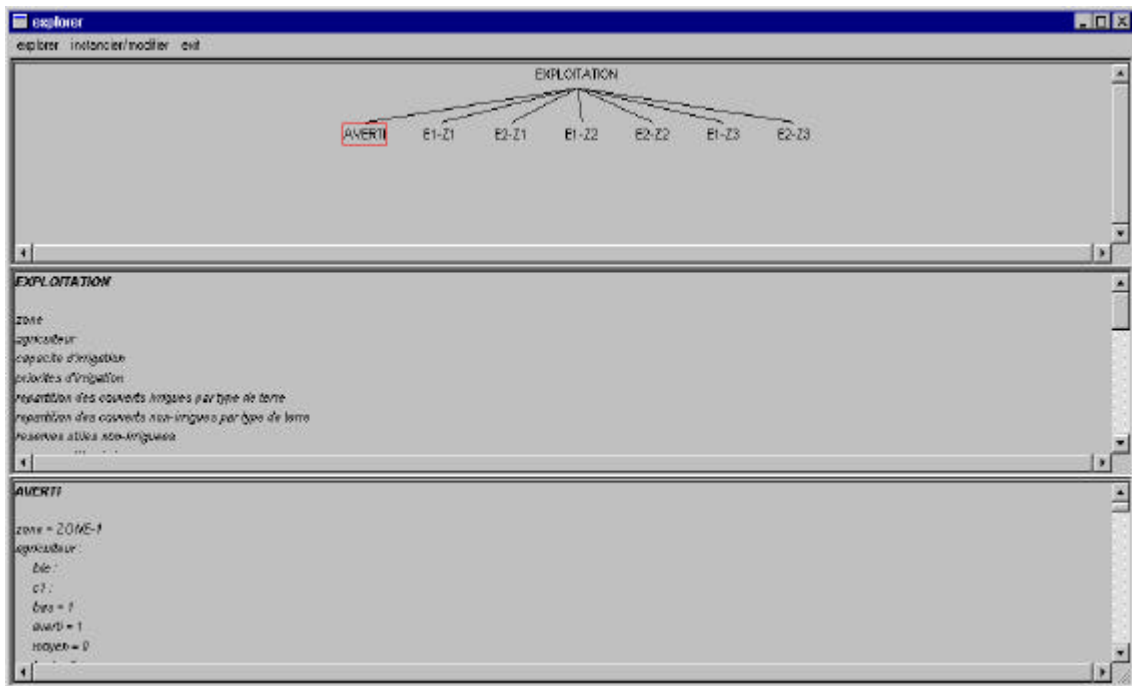 explorer
explorer instancier/modifier exit
EXPLOITATION
AVERTI E1-Z1 E2-Z1 E1-Z2 E2-Z2 E1-Z3 E2-Z3
EXPLOITATION
zone
agriculteur
capacite d'irrigation
priorites d'irrigation
repartition des couverts irrigues par type de terre
repartition des couverts non-irrigues par type de terre
reserves utiles non-irriguees
AVERTI
zone = ZONE-1
agriculteur :
ble :
c1 :
bas = 1
averti = 1
moyen = 0